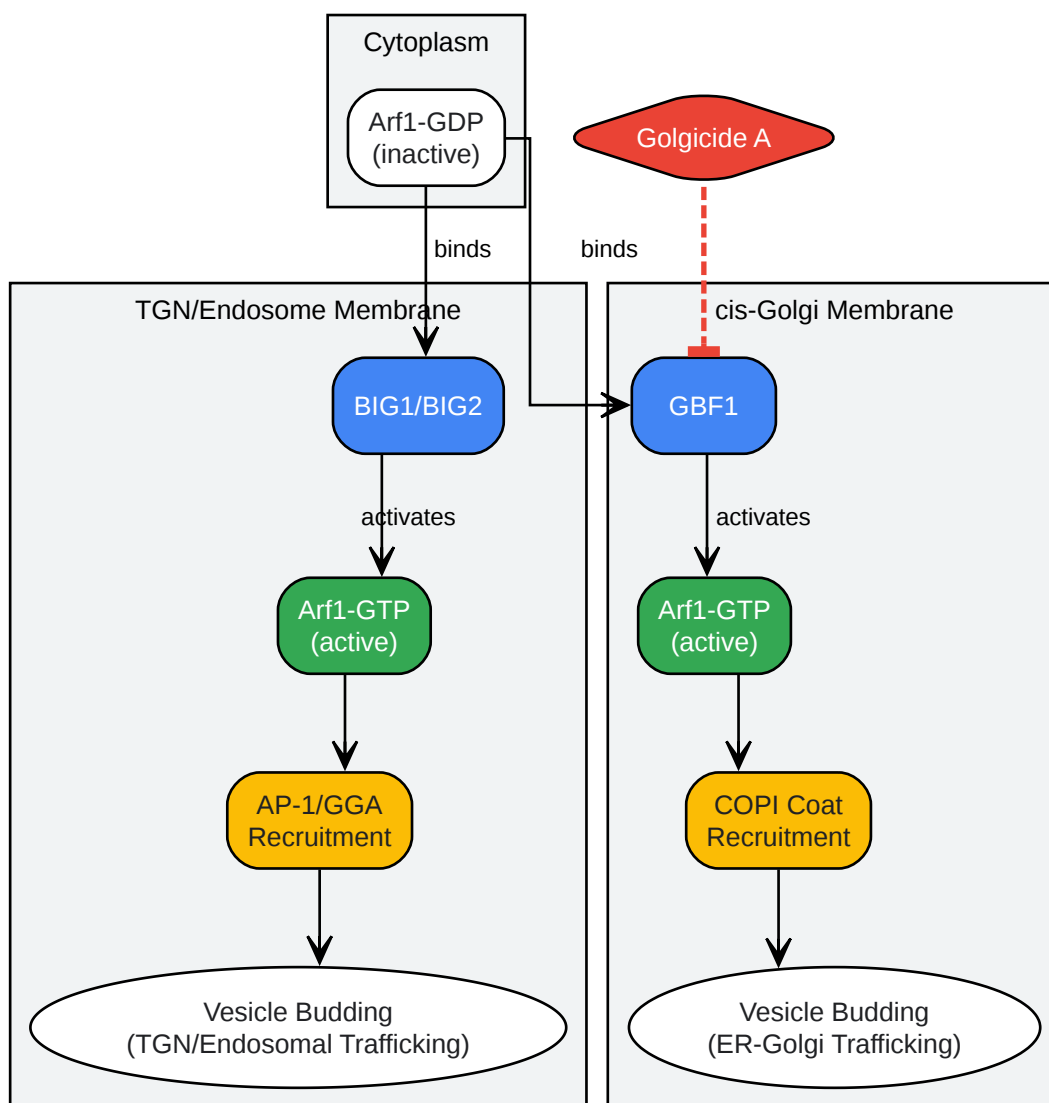 Cytoplasm
Arf1-GDP
(inactive)
Golgicide A
binds
binds
TGN/Endosome Membrane
cis-Golgi Membrane
BIG1/BIG2
GBF1
activates
activates
Arf1-GTP
(active)
Arf1-GTP
(active)
AP-1/GGA
Recruitment
COPI Coat
Recruitment
Vesicle Budding
(TGN/Endosomal Trafficking)
Vesicle Budding
(ER-Golgi Trafficking)